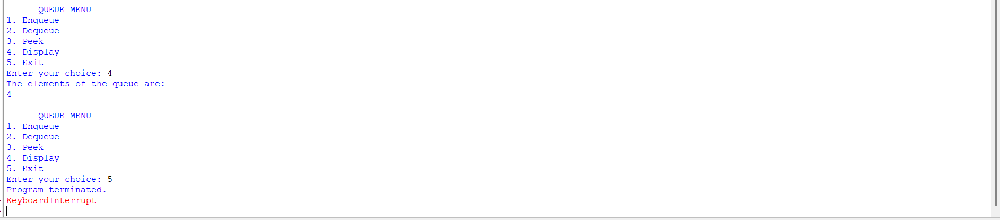 ----- QUEUE MENU -----
1. Enqueue
2. Dequeue
3. Peek
4. Display
5. Exit
Enter your choice: 4
The elements of the queue are:
4

----- QUEUE MENU -----
1. Enqueue
2. Dequeue
3. Peek
4. Display
5. Exit
Enter your choice: 5
Program terminated.
KeyboardInterrupt